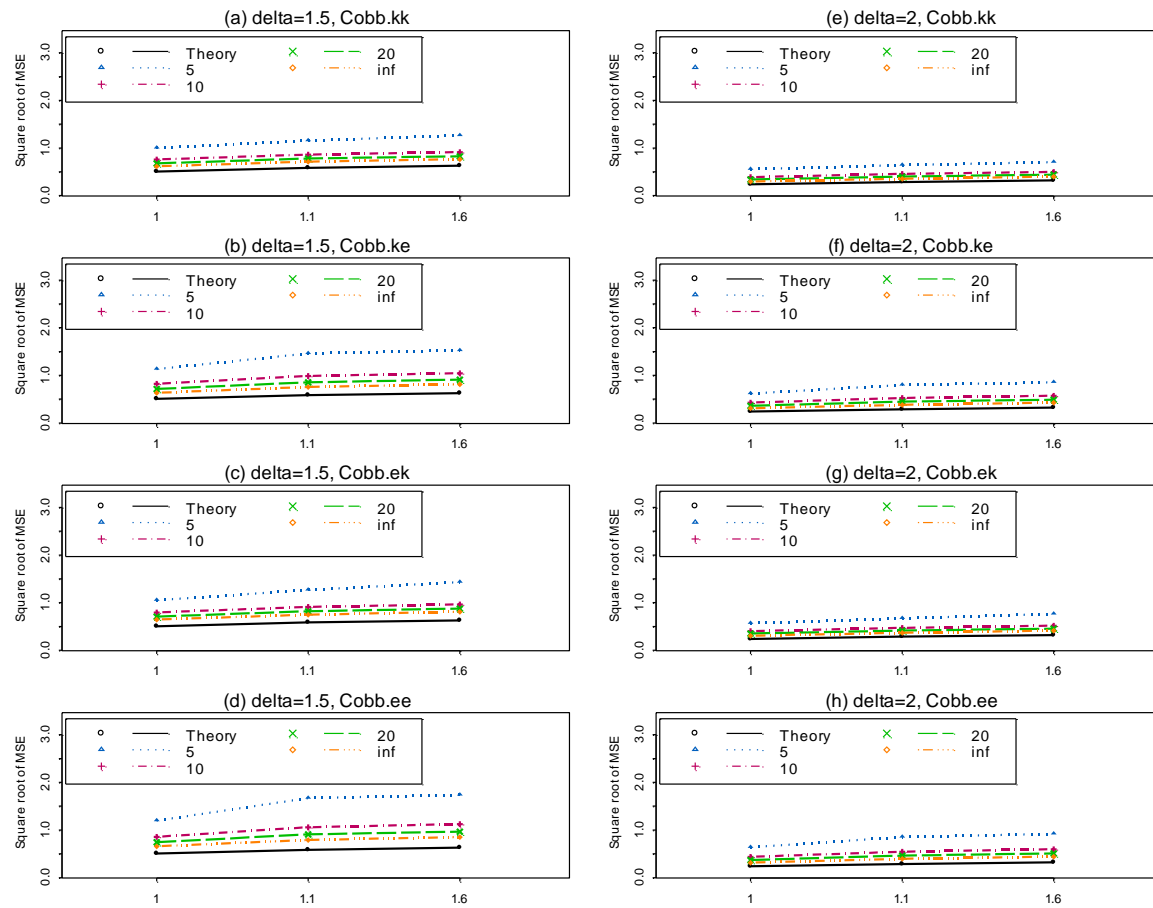 (a) delta=1.5, Cobb.kk
Square root of MSE
0.0 1.0 2.0 3.0
Theory 20
5 inf
10
1 1.1 1.6
(e) delta=2, Cobb.kk
Square root of MSE
0.0 1.0 2.0 3.0
Theory 20
5 inf
10
1 1.1 1.6
(b) delta=1.5, Cobb.ke
Square root of MSE
0.0 1.0 2.0 3.0
Theory 20
5 inf
10
1 1.1 1.6
(f) delta=2, Cobb.ke
Square root of MSE
0.0 1.0 2.0 3.0
Theory 20
5 inf
10
1 1.1 1.6
(c) delta=1.5, Cobb.ek
Square root of MSE
0.0 1.0 2.0 3.0
Theory 20
5 inf
10
1 1.1 1.6
(g) delta=2, Cobb.ek
Square root of MSE
0.0 1.0 2.0 3.0
Theory 20
5 inf
10
1 1.1 1.6
(d) delta=1.5, Cobb.ee
Square root of MSE
0.0 1.0 2.0 3.0
Theory 20
5 inf
10
1 1.1 1.6
(h) delta=2, Cobb.ee
Square root of MSE
0.0 1.0 2.0 3.0
Theory 20
5 inf
10
1 1.1 1.6